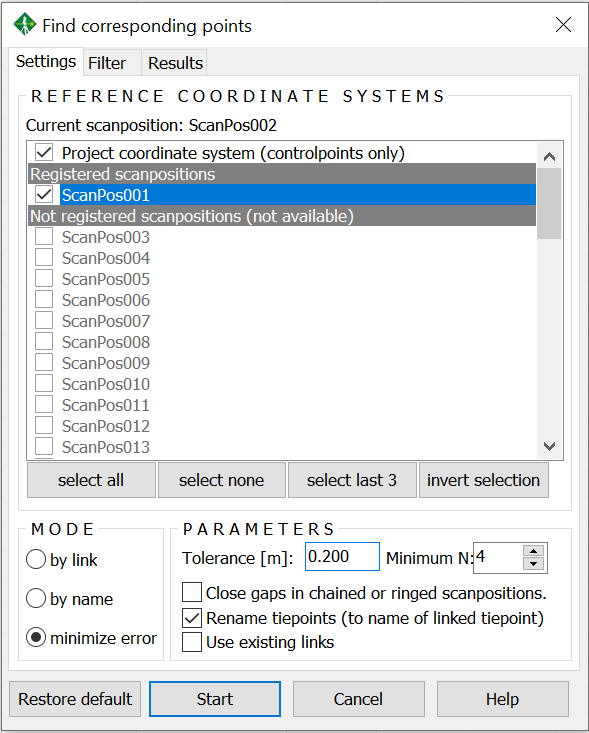 Find corresponding points
Settings Filter Results
REFERENCE COORDINATE SYSTEMS
Current scanposition: ScanPos002
Project coordinate system (controlpoints only)
Registered scanpositions
ScanPos001
Not registered scanpositions (not available)
ScanPos003
ScanPos004
ScanPos005
ScanPos006
ScanPos007
ScanPos008
ScanPos009
ScanPos010
ScanPos011
ScanPos012
ScanPos013
select all select none select last 3 invert selection
MODE
by link
by name
minimize error
PARAMETERS
Tolerance [m]: 0.200 Minimum N: 4
Close gaps in chained or ringed scanpositions.
Rename tiepoints (to name of linked tiepoint)
Use existing links
Restore default Start Cancel Help